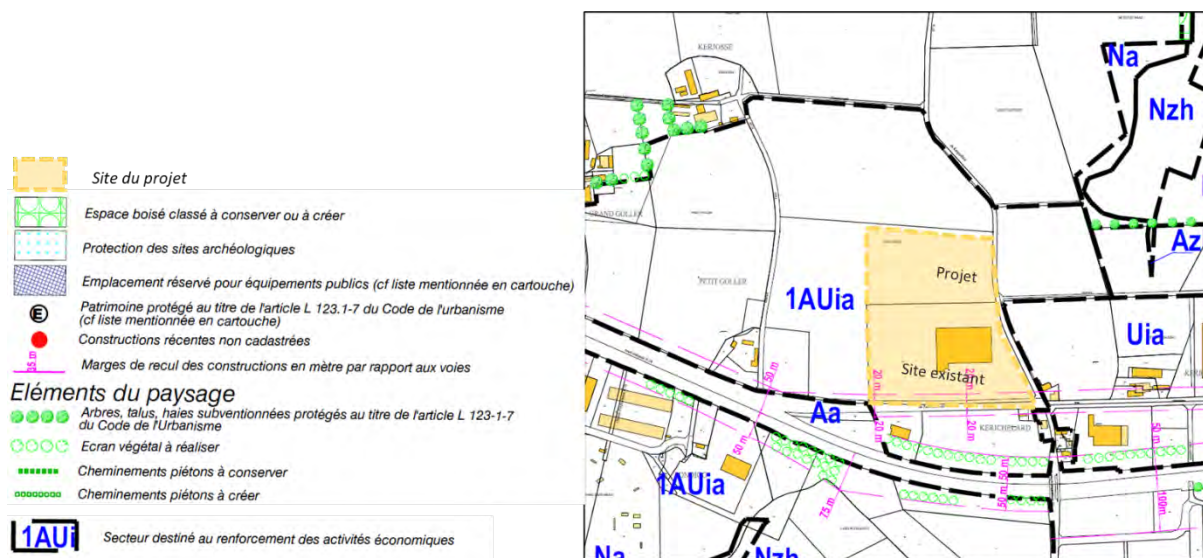 Site du projet
Espace boisé classé à conserver ou à créer
Protection des sites archéologiques
Emplacement réservé pour équipements publics (cf liste mentionnée en cartouche)
E
Patrimoine protégé au titre de l'article L 123.1-7 du Code de l'urbanisme
(cf liste mentionnée en cartouche)
Constructions récentes non cadastrées
15 m
Marges de recul des constructions en mètre par rapport aux voies
Eléments du paysage
Arbres, talus, haies subventionnées protégés au titre de l'article L 123-1-7
du Code de l'Urbanisme
Ecran végétal à réaliser
Cheminements piétons à conserver
Cheminements piétons à créer
1AUi
Secteur destiné au renforcement des activités économiques
KERJOSSE
Na
Nzh
GRAND GOLLER
Az
Projet
PETIT GOLLER
1AUia
Uia
Site existant
50 m
20 m
20 m
Aa
20 m
20 m
KERICHELARD
50 m
50 m
1AUia
50 m
50 m
75 m
100m
Na
Nzh